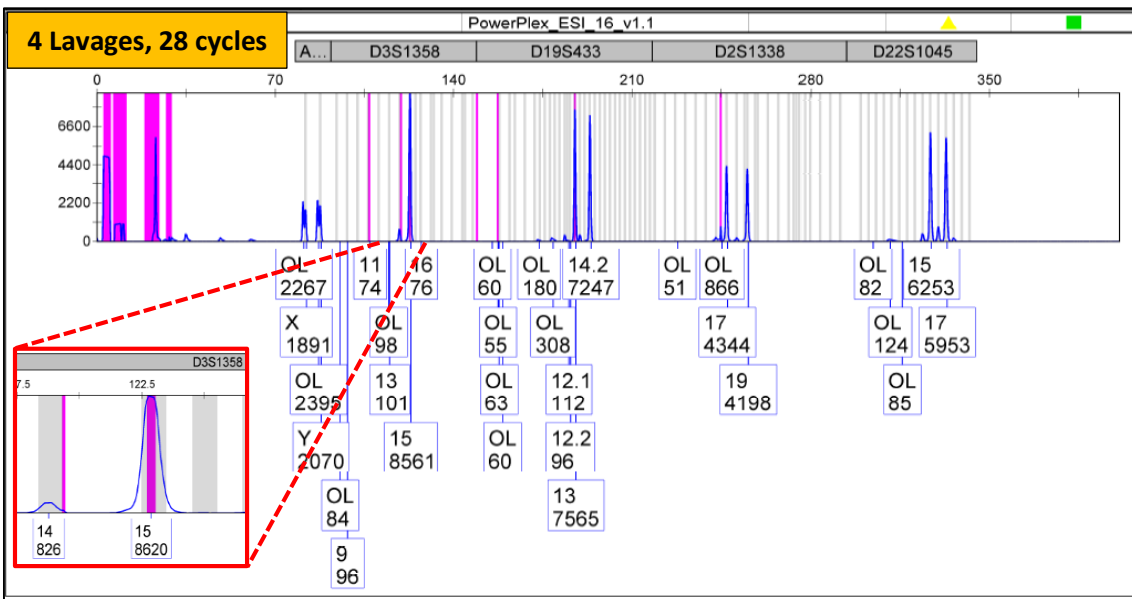 4 Lavages, 28 cycles
PowerPlex_ESI_16_v1.1
A... D3S1358 D19S433 D2S1338 D22S1045
0 70 140 210 280 350
6600
4400
2200
0
OL
2267
X
1891
OL
2395
Y
2070
OL
84
9
96
11
74
OL
98
13
101
15
8561
16
76
OL
60
OL
55
OL
63
OL
60
OL
180
OL
308
12.1
112
12.2
96
13
7565
14.2
7247
OL
51
OL
866
17
4344
19
4198
OL
82
OL
124
OL
85
15
6253
17
5953
D3S1358
7.5 122.5
14
826
15
8620